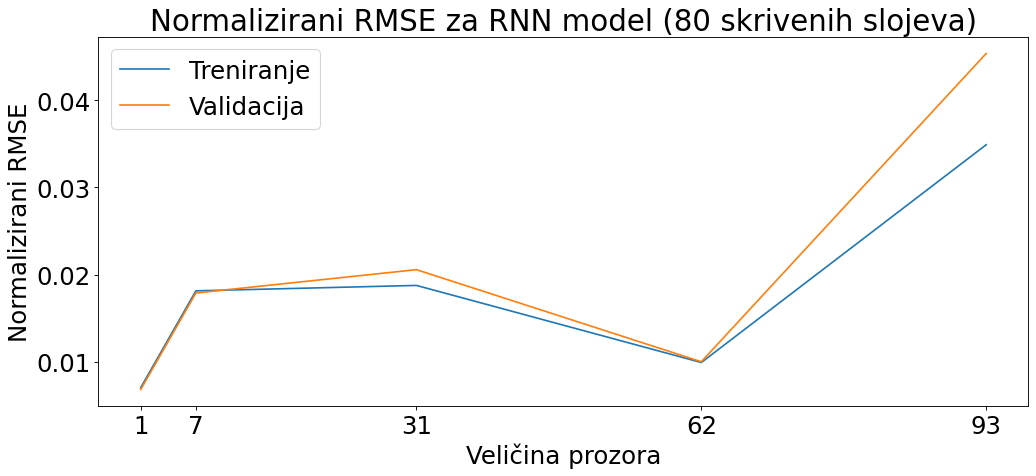 Normalizirani RMSE za RNN model (80 skrivenih slojeva)
Treniranje
Validacija
Normalizirani RMSE
0.04
0.03
0.02
0.01
1 7 31 62 93
Veličina prozora